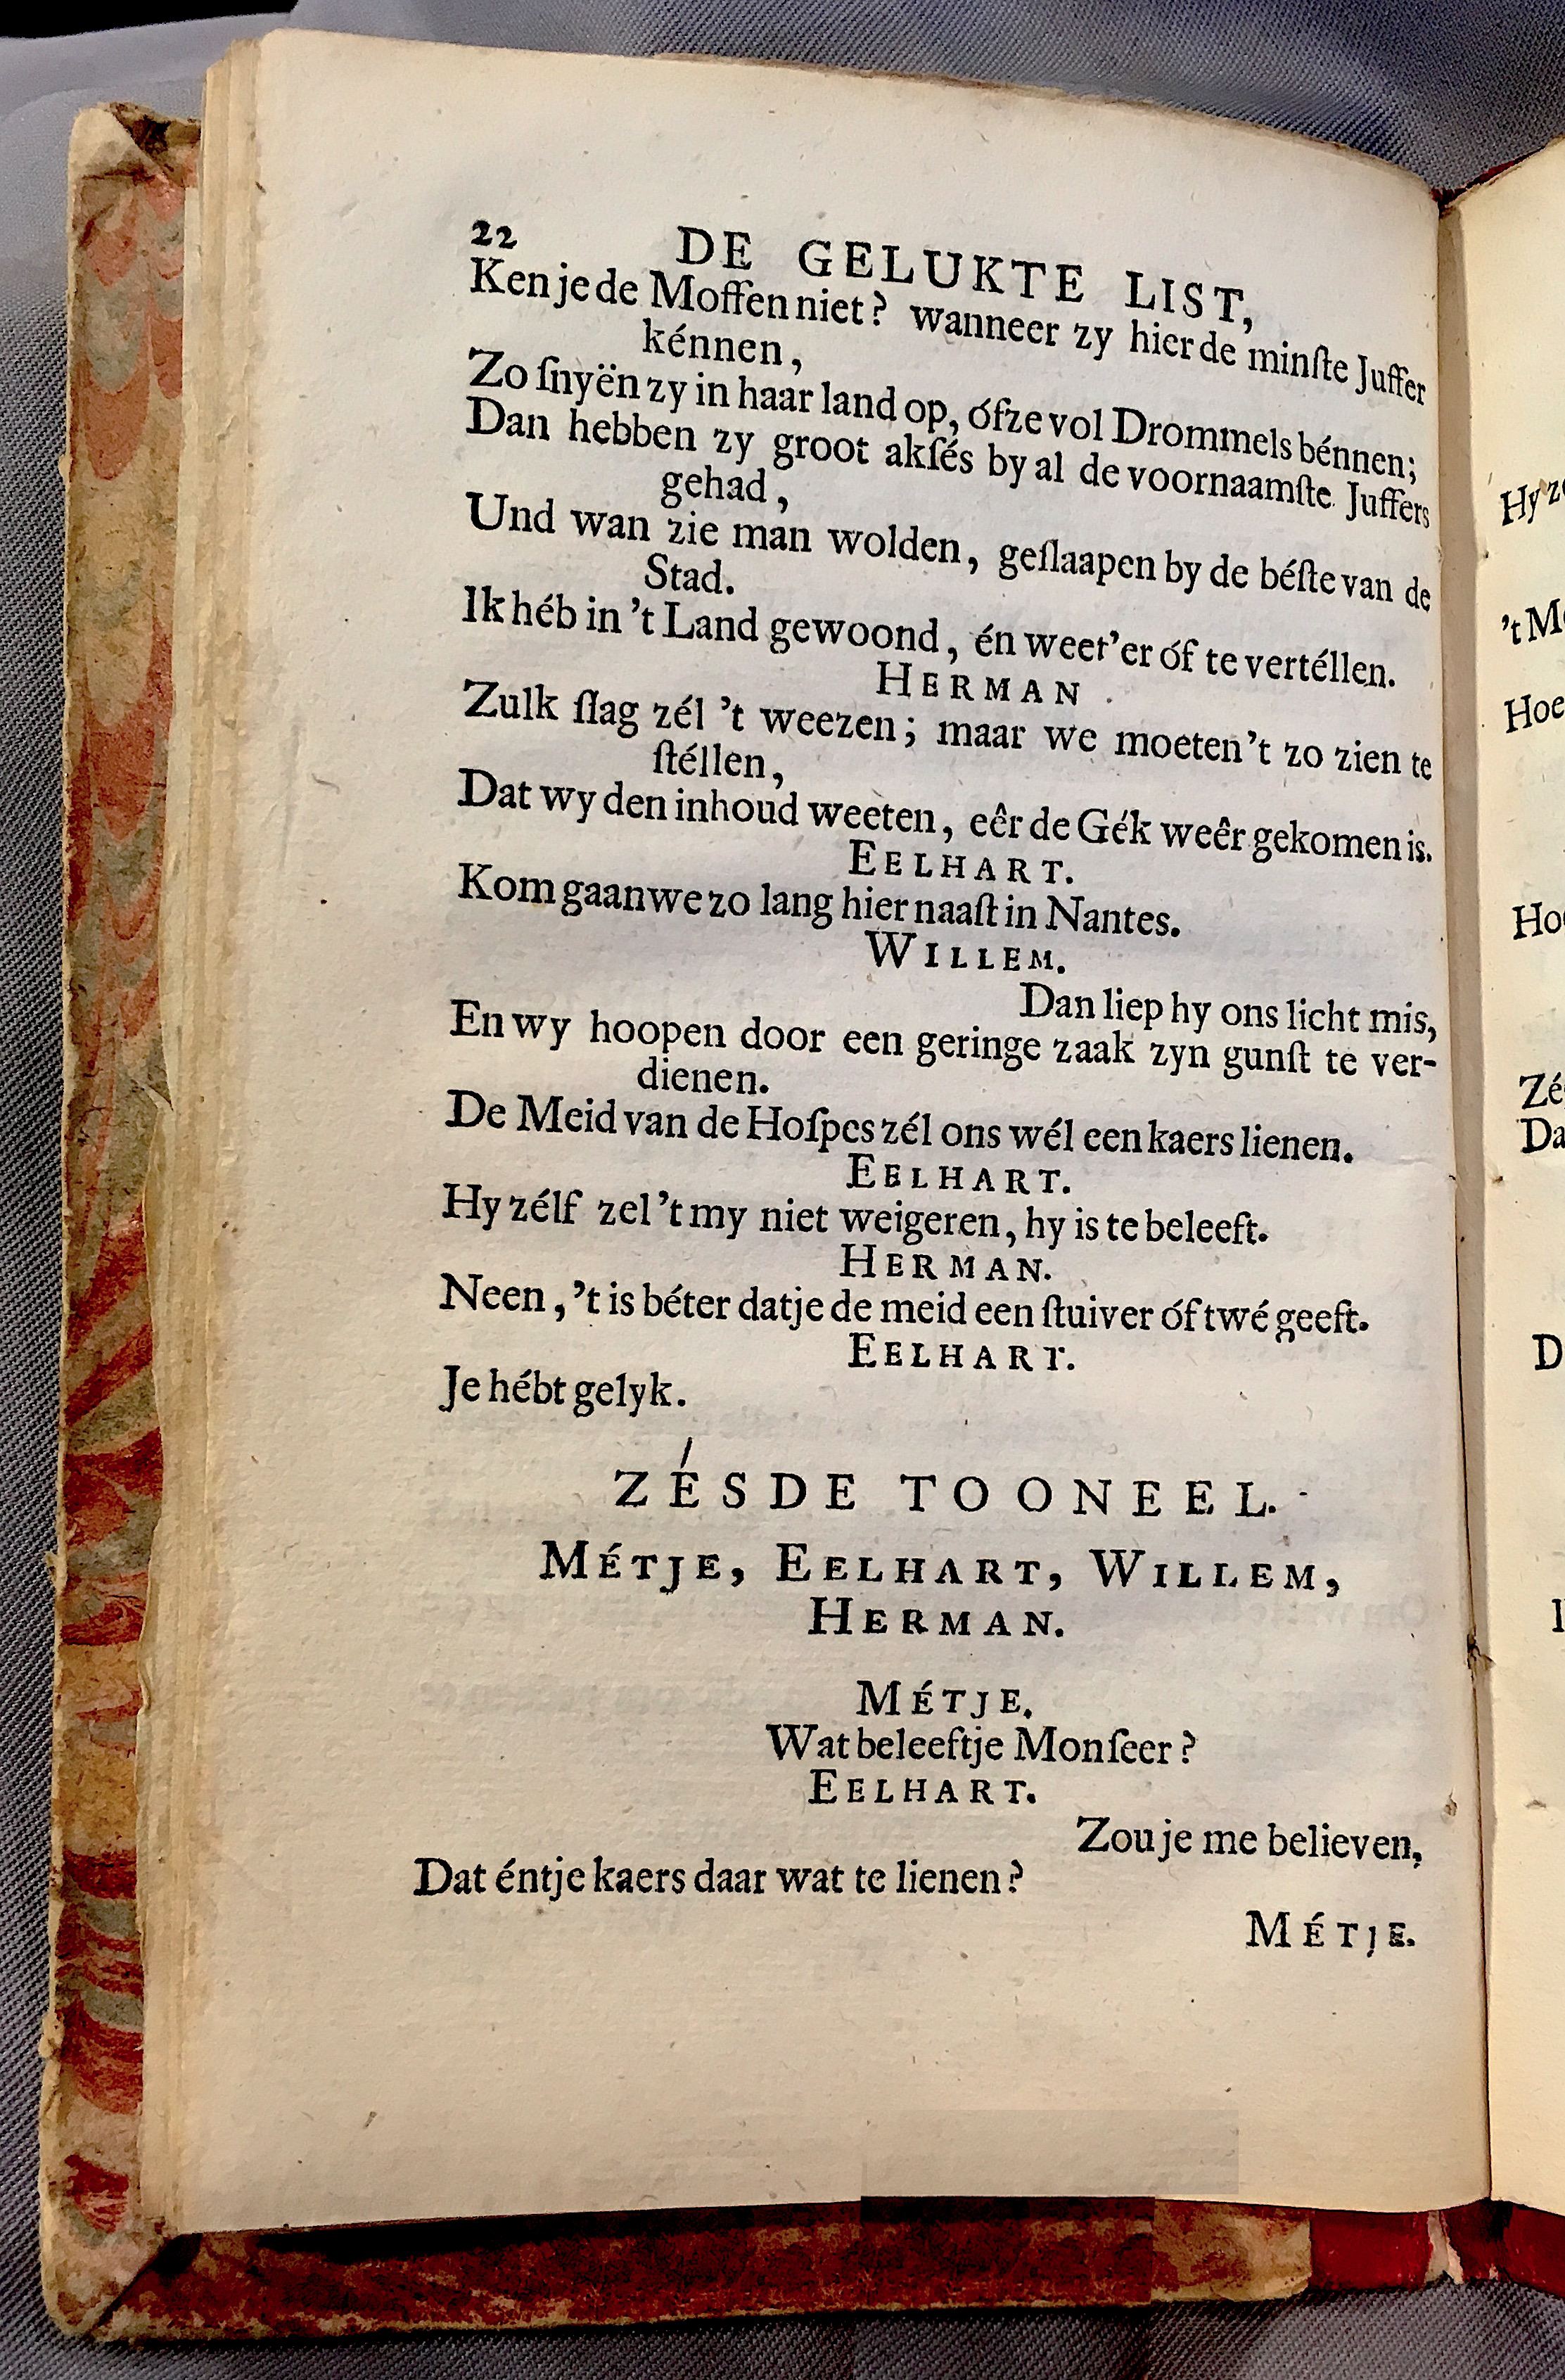 22 DE GELUKTE LIST,
Ken je de Moffen niet? wanneer zy hier de minſte Juffer
kénnen,
Zo ſnyën zy in haar land op, óf ze vol Drommels bénnen;
Dan hebben zy groot akſés by al de voornaamſte Juffers
gehad,
Und wan zie man wolden, geſlaapen by de béſte van de
Stad.
Ik héb in 't Land gewoond, én weet'er óf te vertéllen.
HERMAN.
Zulk ſlag zél 't weezen; maar we moeten 't zo zien te
ſtéllen,
Dat wy den inhoud weeten, eêr de Gék weêr gekomen is.
EELHART.
Kom gaan we zo lang hier naaſt in Nantes.
WILLEM.
Dan liep hy ons licht mis,
En wy hoopen door een geringe zaak zyn gunſt te ver-
dienen.
De Meid van de Hoſpes zél ons wél een kaers lienen.
EELHART.
Hy zélf zel 't my niet weigeren, hy is te beleeft.
HERMAN.
Neen, 't is béter dat je de meid een ſtuiver óf twé geeft.
EELHART.
Je hébt gelyk.
ZÉSDE TOONEEL.
MÉTJE, EELHART, WILLEM,
HERMAN.
MÉTJE.
Wat beleeftje Monſeer?
EELHART.
Zou je me believen,
Dat éntje kaers daar wat te lienen?
MÉTJE.
Hy
't
Hoe
Da